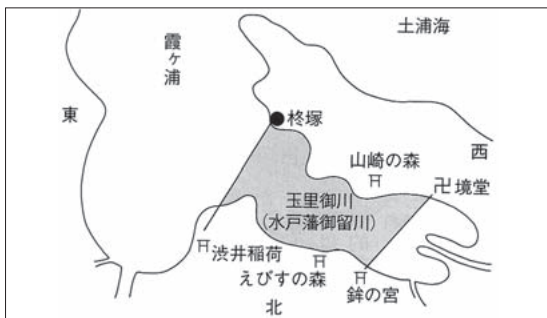 土浦海
霞ヶ浦
東
柊塚
西
山崎の森
卍境堂
玉里御川
(水戸藩御留川)
渋井稲荷
えびすの森
鉾の宮
北